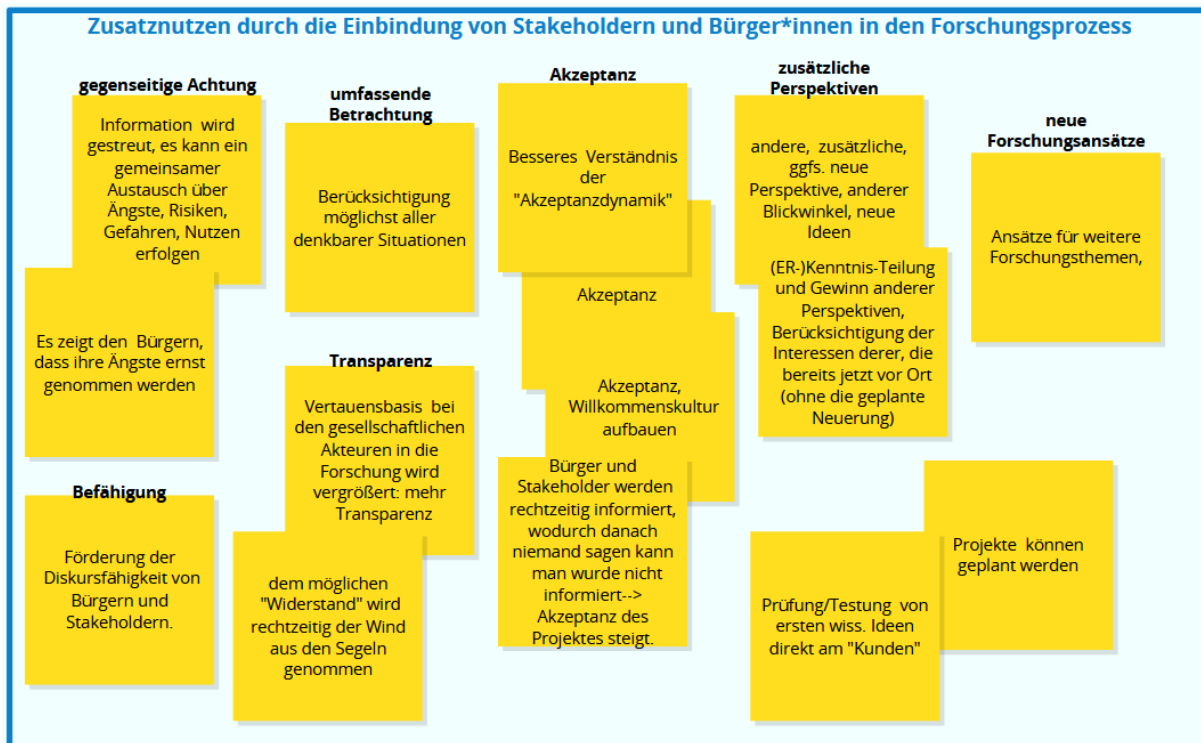 Zusatznutzen durch die Einbindung von Stakeholdern und Bürger*innen in den Forschungsprozess
gegenseitige Achtung
Information wird
gestreut, es kann ein
gemeinsamer
Austausch über
Ängste, Risiken,
Gefahren, Nutzen
erfolgen
Es zeigt den Bürgern,
dass ihre Ängste ernst
genommen werden
Befähigung
Förderung der
Diskursfähigkeit von
Bürgern und
Stakeholdern.
umfassende
Betrachtung
Berücksichtigung
möglichst aller
denkbarer Situationen
Transparenz
Vertauensbasis bei
den gesellschaftlichen
Akteuren in die
Forschung wird
vergrößert: mehr
Transparenz
dem möglichen
"Widerstand" wird
rechtzeitig der Wind
aus den Segeln
genommen
Akzeptanz
Besseres Verständnis
der
"Akzeptanzdynamik"
Akzeptanz
Akzeptanz,
Willkommenskultur
aufbauen
Bürger und
Stakeholder werden
rechtzeitig informiert,
wodurch danach
niemand sagen kann
man wurde nicht
informiert-->
Akzeptanz des
Projektes steigt.
zusätzliche
Perspektiven
andere, zusätzliche,
ggfs. neue
Perspektive, anderer
Blickwinkel, neue
Ideen
(ER-)Kenntnis-Teilung
und Gewinn anderer
Perspektiven,
Berücksichtigung der
Interessen derer, die
bereits jetzt vor Ort
(ohne die geplante
Neuerung)
neue
Forschungsansätze
Ansätze für weitere
Forschungsthemen,
Projekte können
geplant werden
Prüfung/Testung von
ersten wiss. Ideen
direkt am "Kunden"